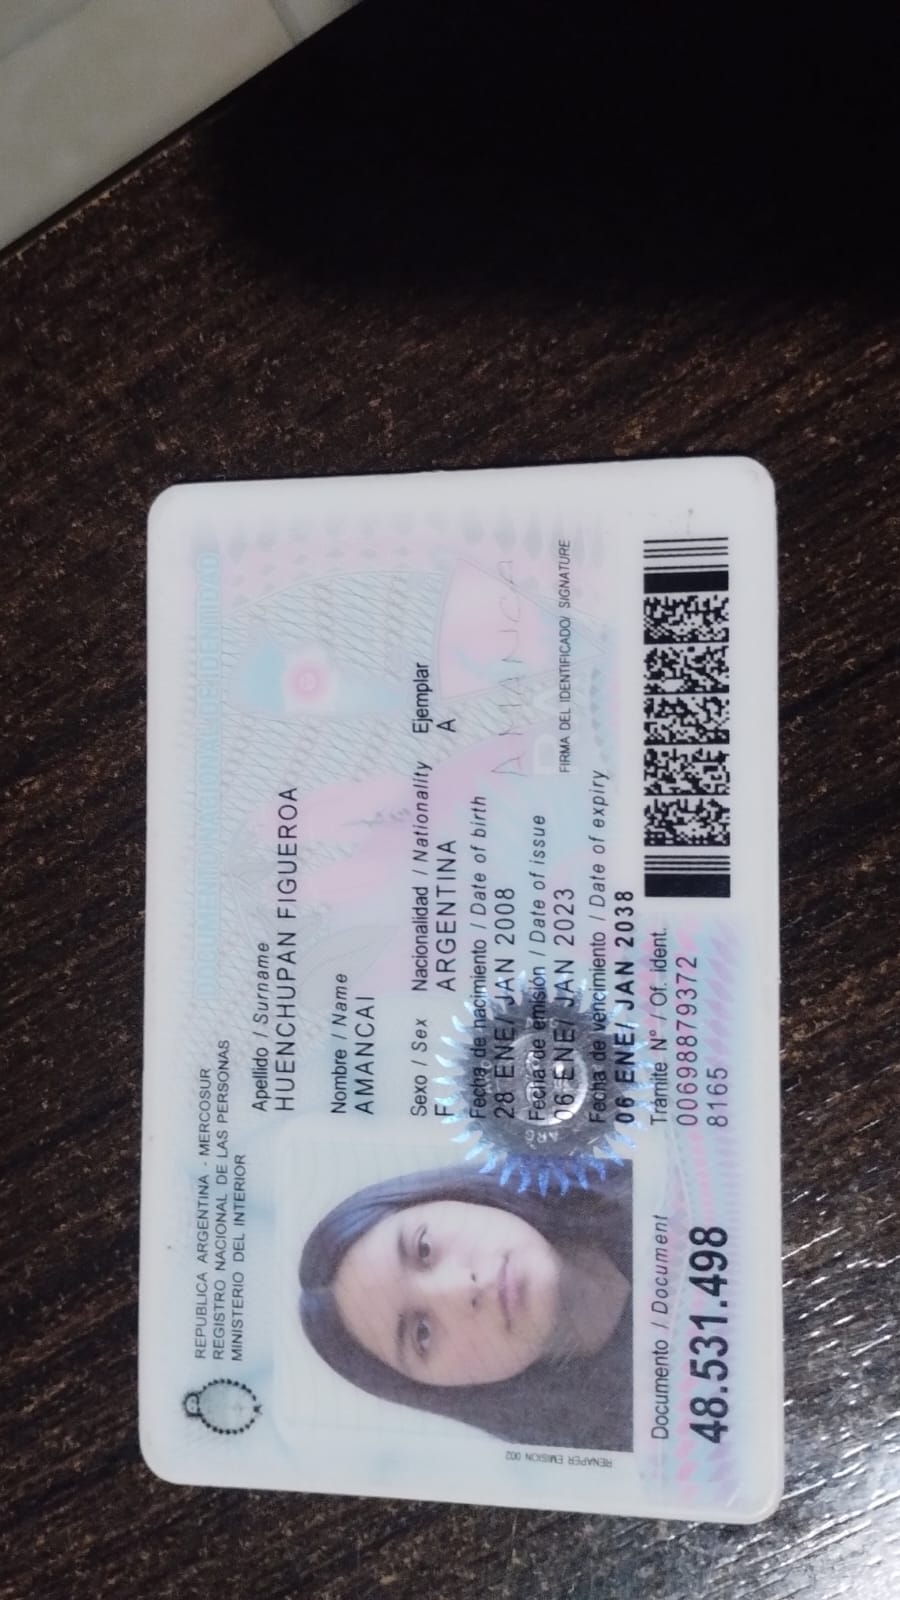 REPUBLICA ARGENTINA - MERCOSUR
REGISTRO NACIONAL DE LAS PERSONAS
MINISTERIO DEL INTERIOR
DOCUMENTO NACIONAL DE IDENTIDAD
Apellido / Surname
HUENCHUPAN FIGUEROA
Nombre / Name
AMANCAI
Sexo / Sex Nacionalidad / Nationality Ejemplar
F ARGENTINA A
Fecha de nacimiento / Date of birth
28 ENE/ JAN 2008
Fecha de emisión / Date of issue
06 ENE/ JAN 2023
FIRMA DEL IDENTIFICADO/ SIGNATURE
Fecha de vencimiento / Date of expiry
06 ENE/ JAN 2038
Documento / Document
48.531.498
Tramite N° / Of. ident.
00698879372
8165
RENAPER EMISION 002